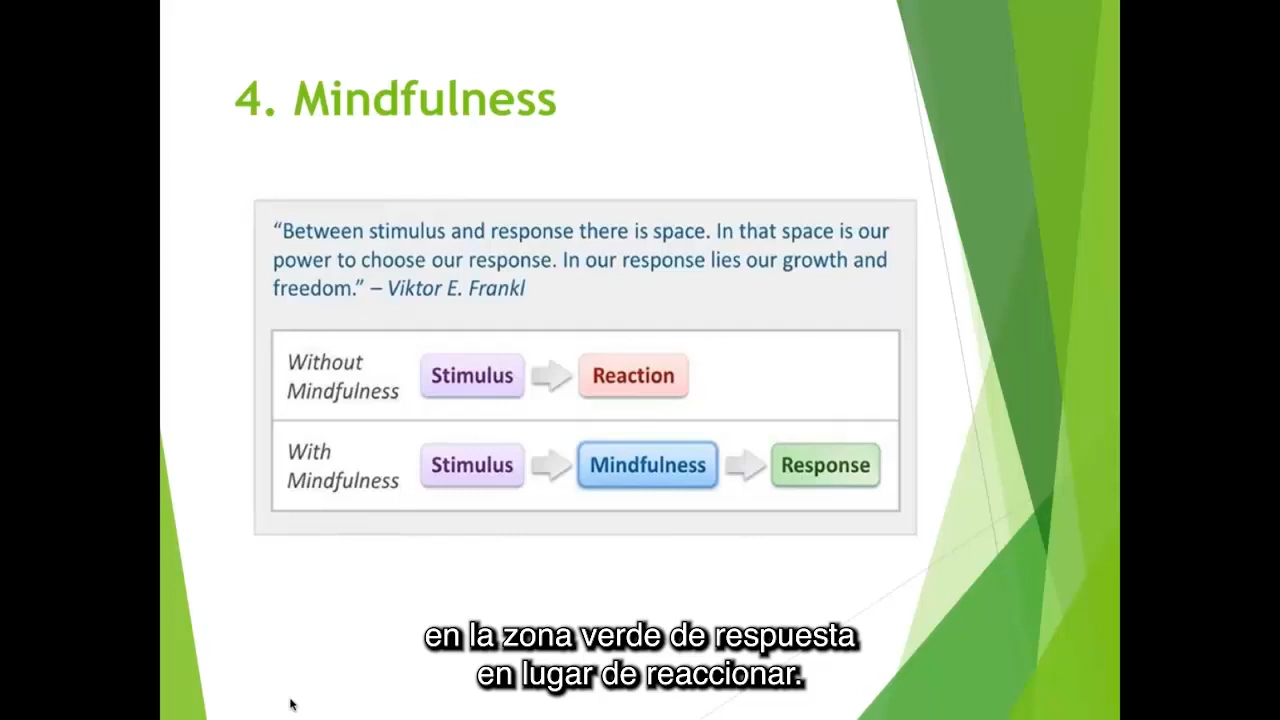 4. Mindfulness
“Between stimulus and response there is space. In that space is our
power to choose our response. In our response lies our growth and
freedom.” – Viktor E. Frankl
Without
Mindfulness
Stimulus
Reaction
With
Mindfulness
Stimulus
Mindfulness
Response
en la zona verde de respuesta
en lugar de reaccionar.